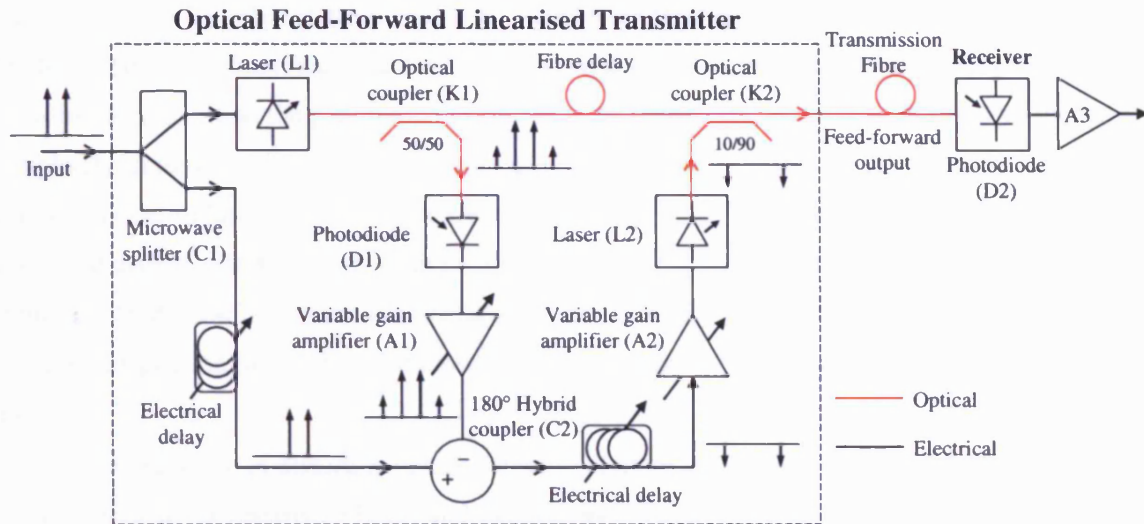 Optical Feed-Forward Linearised Transmitter
Laser (L1)
Optical
coupler (K1)
Fibre delay
Optical
coupler (K2)
Transmission
Fibre
Receiver
A3
50/50
10/90
Input
Feed-forward
output
Photodiode
(D2)
Microwave
splitter (C1)
Photodiode
(D1)
Laser (L2)
Variable gain
amplifier (A1)
Variable gain
amplifier (A2)
Electrical
delay
180° Hybrid
coupler (C2)
−
+
Electrical delay
Optical
Electrical